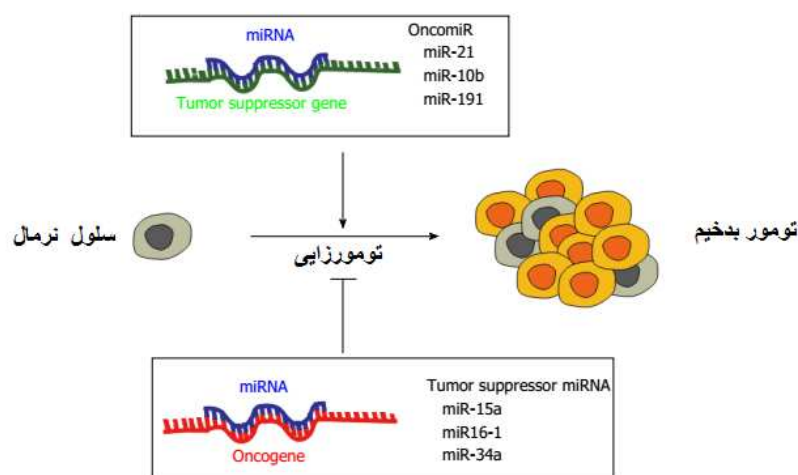 miRNA
Tumor suppressor gene
OncomiR
miR-21
miR-10b
miR-191
سلول نرمال
تومورزایی
تومور بدخیم
miRNA
Oncogene
Tumor suppressor miRNA
miR-15a
miR16-1
miR-34a